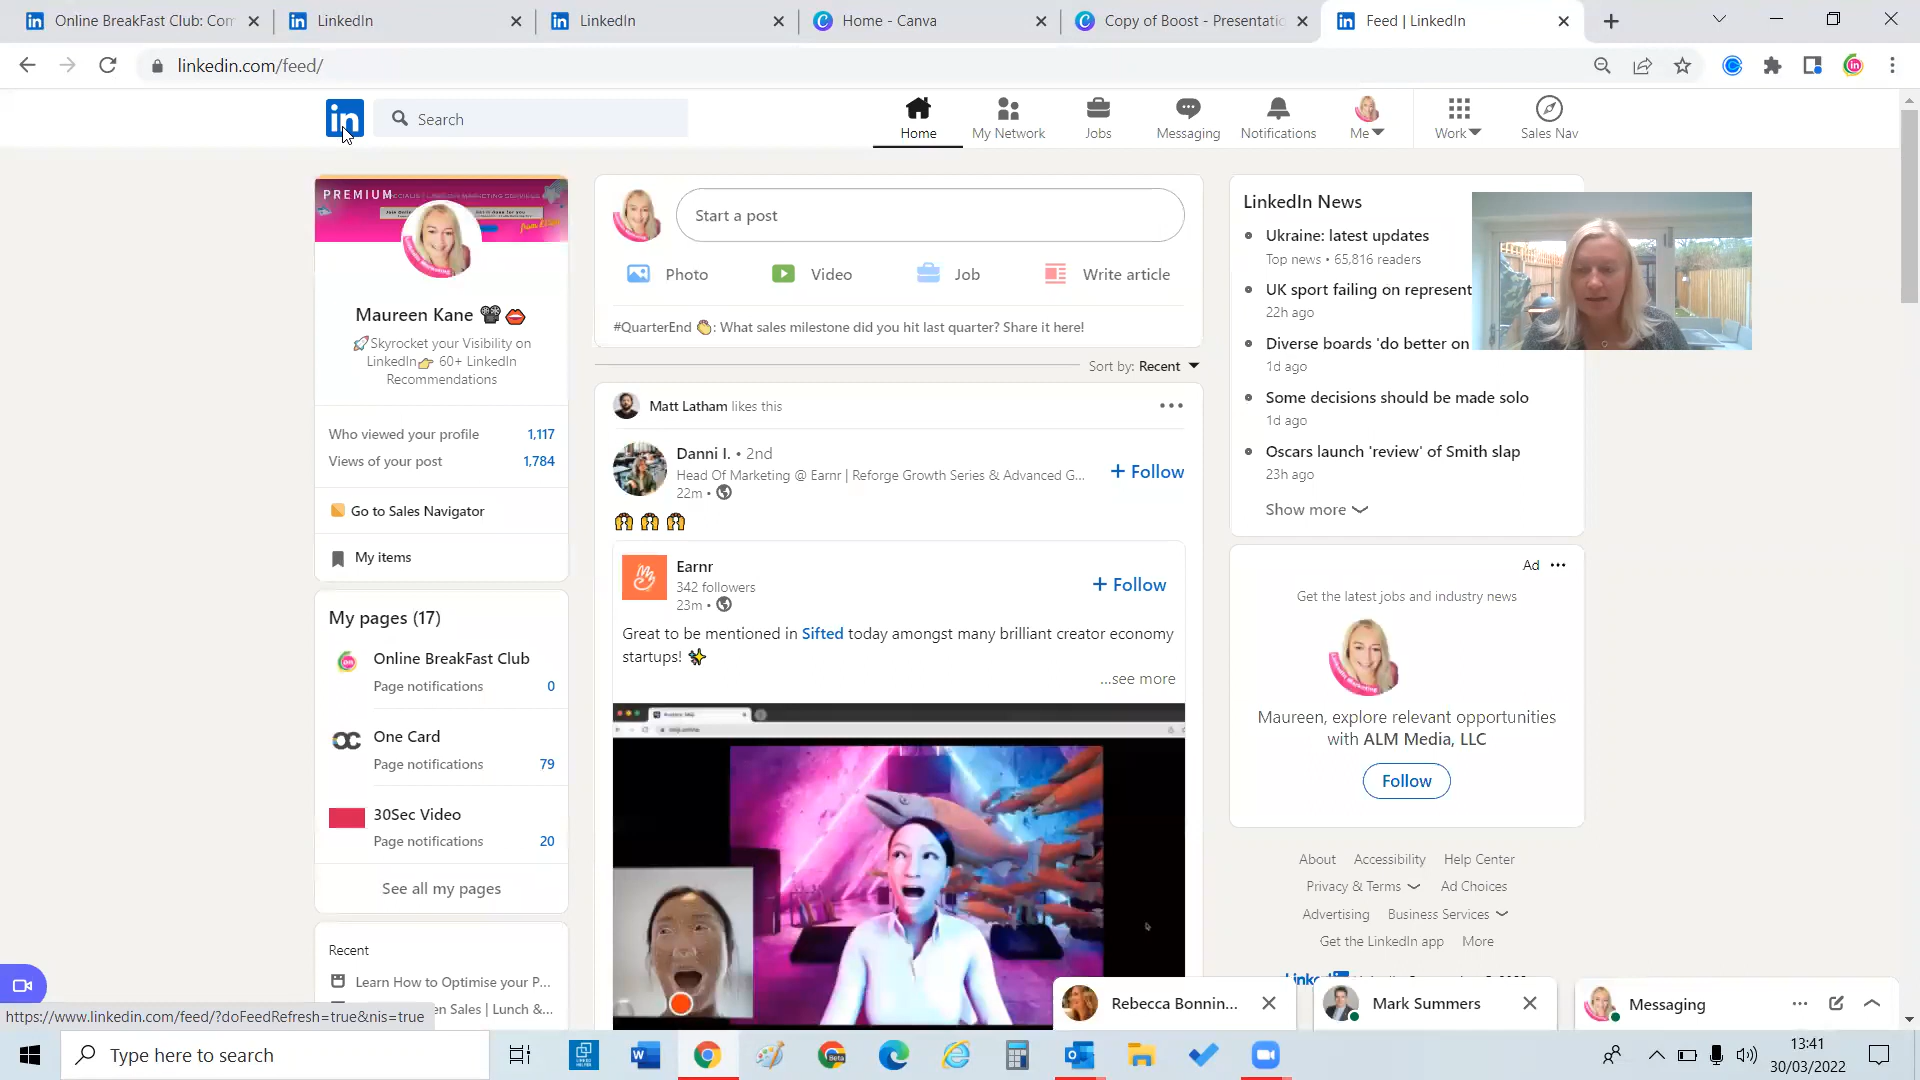 Online BreakFast Club: Com
LinkedIn
LinkedIn
Home - Canva
Copy of Boost - Presentatio
Feed | LinkedIn
linkedin.com/feed/
in
Search
Home
My Network
Jobs
Messaging
Notifications
Me
Work
Sales Nav
PREMIUM
Maureen Kane
Skyrocket your Visibility on
LinkedIn 60+ LinkedIn
Recommendations
Who viewed your profile 1,117
Views of your post 1,784
Go to Sales Navigator
My items
My pages (17)
Online BreakFast Club
Page notifications 0
One Card
Page notifications 79
30Sec Video
Page notifications 20
See all my pages
Recent
Learn How to Optimise your P...
en Sales | Lunch &...
Start a post
Photo
Video
Job
Write article
#QuarterEnd : What sales milestone did you hit last quarter? Share it here!
Sort by: Recent
Matt Latham likes this
Danni I. • 2nd
Head Of Marketing @ Earnr | Reforge Growth Series & Advanced G...
22m •
+ Follow
Earnr
342 followers
23m •
+ Follow
Great to be mentioned in Sifted today amongst many brilliant creator economy
startups!
...see more
LinkedIn News
Ukraine: latest updates
Top news • 65,816 readers
UK sport failing on represent
22h ago
Diverse boards 'do better on
1d ago
Some decisions should be made solo
1d ago
Oscars launch 'review' of Smith slap
23h ago
Show more
Ad
Get the latest jobs and industry news
Maureen, explore relevant opportunities
with ALM Media, LLC
Follow
About Accessibility Help Center
Privacy & Terms Ad Choices
Advertising Business Services
Get the LinkedIn app More
Rebecca Bonnin...
Mark Summers
Messaging
https://www.linkedin.com/feed/?doFeedRefresh=true&nis=true
Type here to search
13:41
30/03/2022